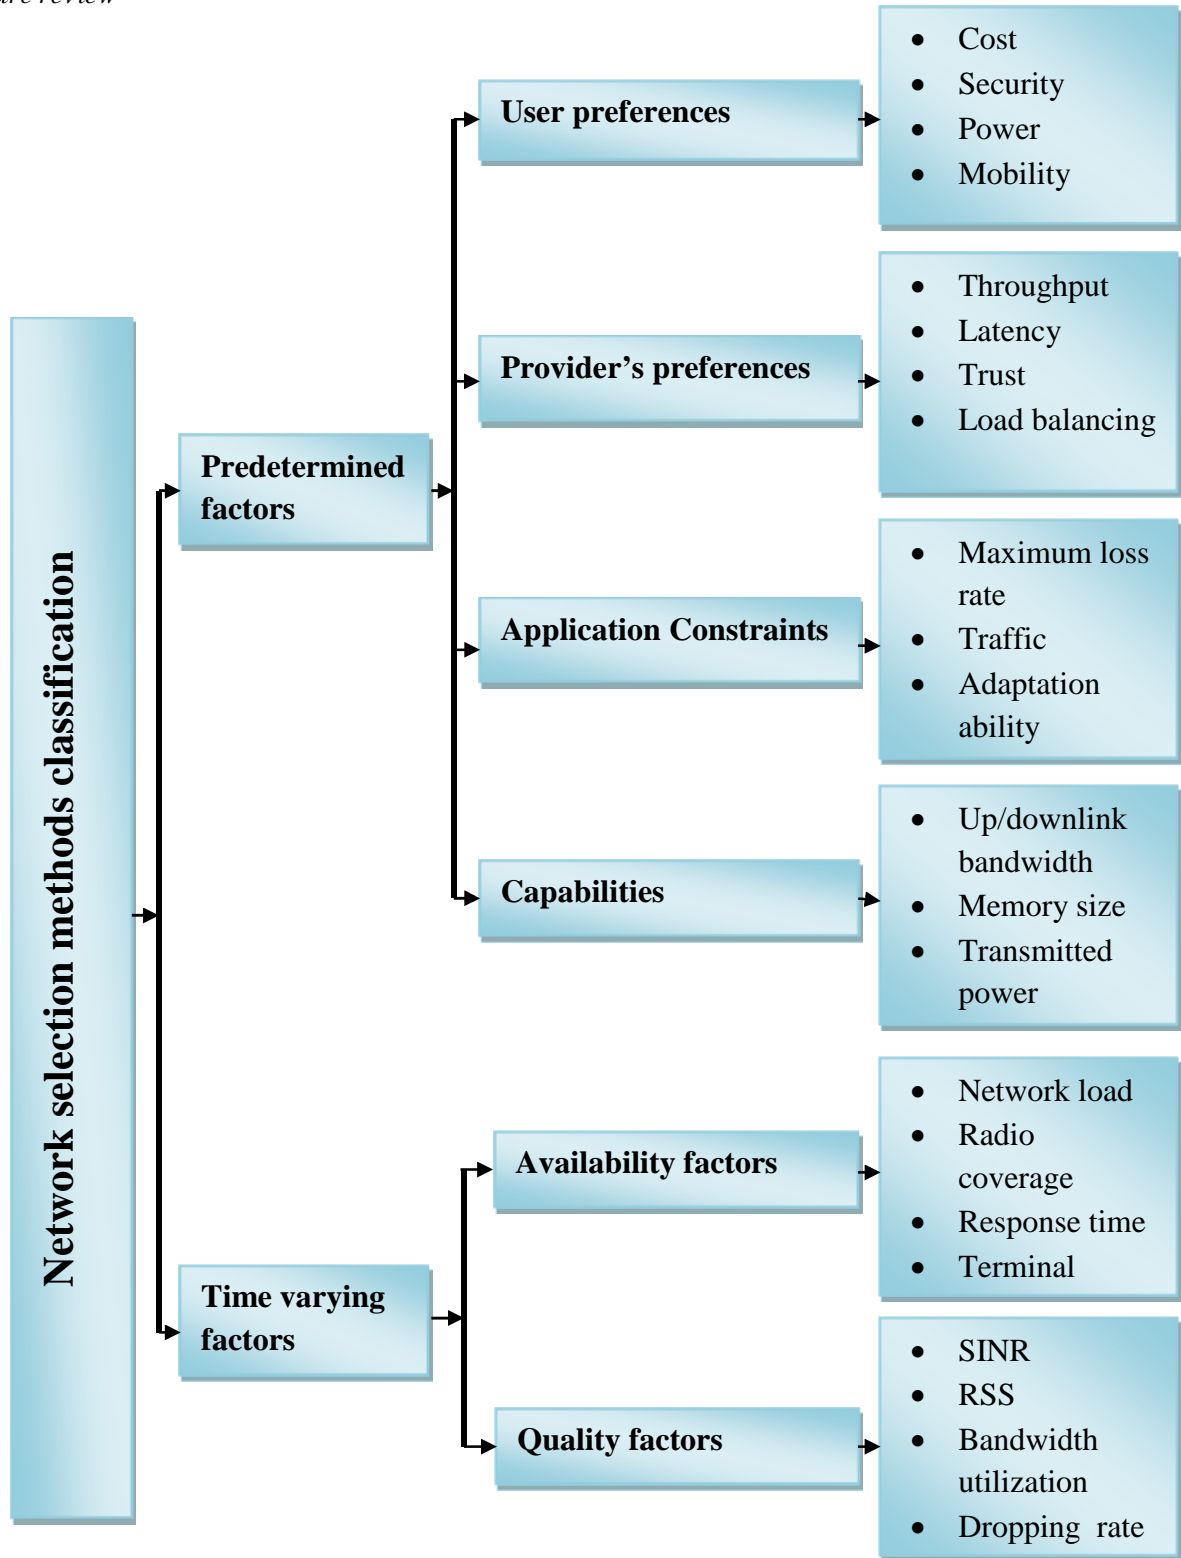 review
• Cost
• Security
• Power
• Mobility
User preferences
• Throughput
• Latency
• Trust
• Load balancing
Provider’s preferences
Predetermined
factors
• Maximum loss
rate
• Traffic
• Adaptation
ability
Application Constraints
• Up/downlink
bandwidth
• Memory size
• Transmitted
power
Capabilities
Network selection methods classification
• Network load
• Radio
coverage
• Response time
• Terminal
Availability factors
Time varying
factors
• SINR
• RSS
• Bandwidth
utilization
• Dropping  rate
Quality factors